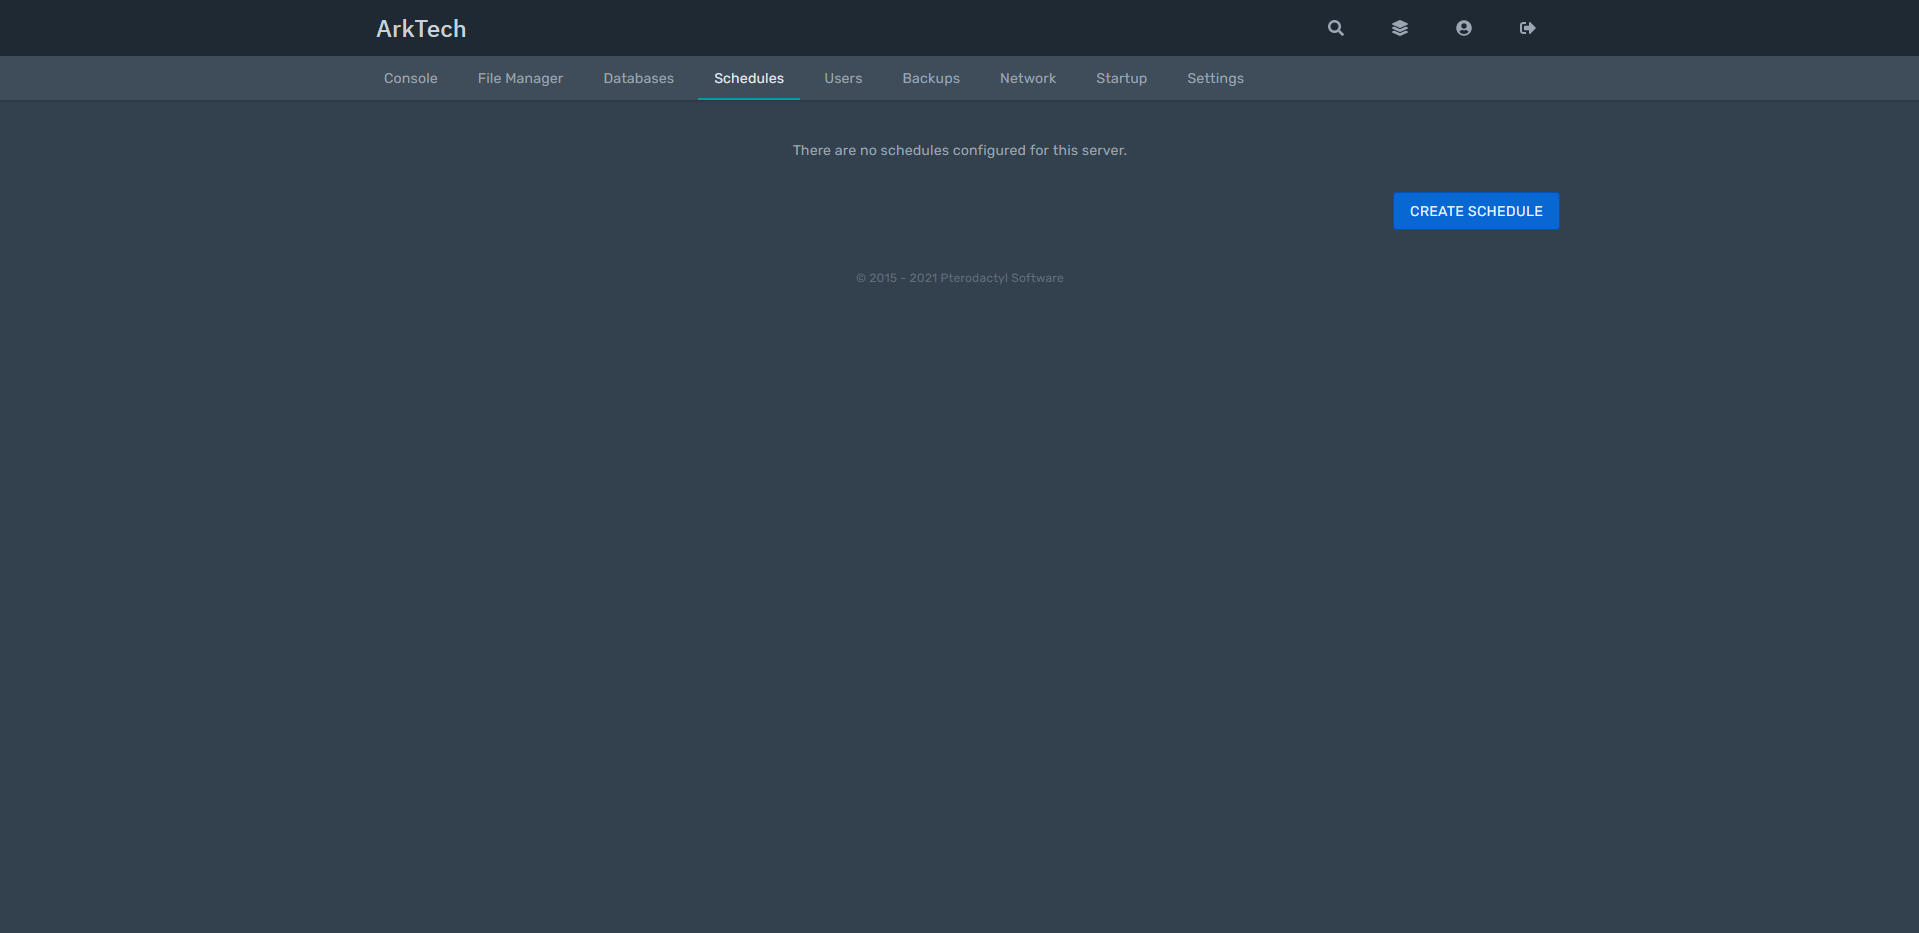 ArkTech
Console File Manager Databases Schedules Users Backups Network Startup Settings
There are no schedules configured for this server.
CREATE SCHEDULE
© 2015 - 2021 Pterodactyl Software